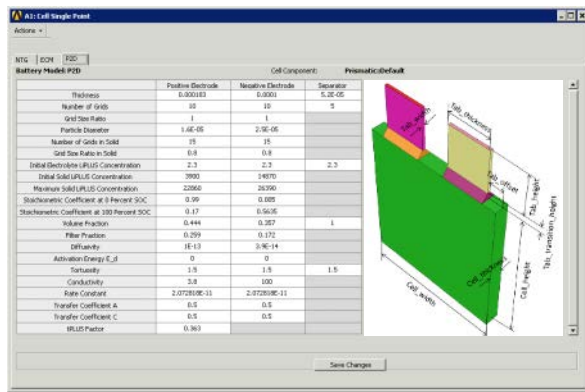 A1: Cell Single Point
Actions
NTG ECM P2D
Battery Model: P2D Cell Component: Prismatic:Default
Positive Electrode Negative Electrode Separator
Thickness 0.000183 0.0001 5.2E-05
Number of Grids 10 10 5
Grid Size Ratio 1 1
Particle Diameter 1.6E-05 2.5E-05
Number of Grids in Solid 15 15
Grid Size Ratio in Solid 0.8 0.8
Initial Electrolyte LiPLUS Concentration 2.3 2.3 2.3
Initial Solid LiPLUS Concentration 3900 14870
Maximum Solid LiPLUS Concentration 22860 26390
Stoichiometric Coefficient at 0 Percent SOC 0.99 0.005
Stoichiometric Coefficient at 100 Percent SOC 0.17 0.5635
Volume Fraction 0.444 0.357 1
Filler Fraction 0.259 0.172
Diffusivity 1E-13 3.9E-14
Activation Energy E_d 0 0
Tortuosity 1.5 1.5 1.5
Conductivity 3.8 100
Rate Constant 2.072818E-11 2.072818E-11
Transfer Coefficient A 0.5 0.5
Transfer Coefficient C 0.5 0.5
tPLUS Factor 0.363
Tab_width
Tab_thickness
Tab_offset
Tab_height
Tab_transition_height
Cell_thickness
Cell_height
Cell_width
Save Changes